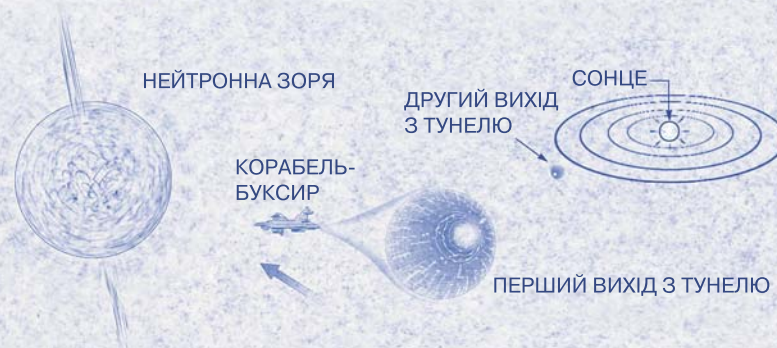 НЕЙТРОННА ЗОРЯ
СОНЦЕ
ДРУГИЙ ВИХІД
З ТУНЕЛЮ
КОРАБЕЛЬ-
БУКСИР
ПЕРШИЙ ВИХІД З ТУНЕЛЮ